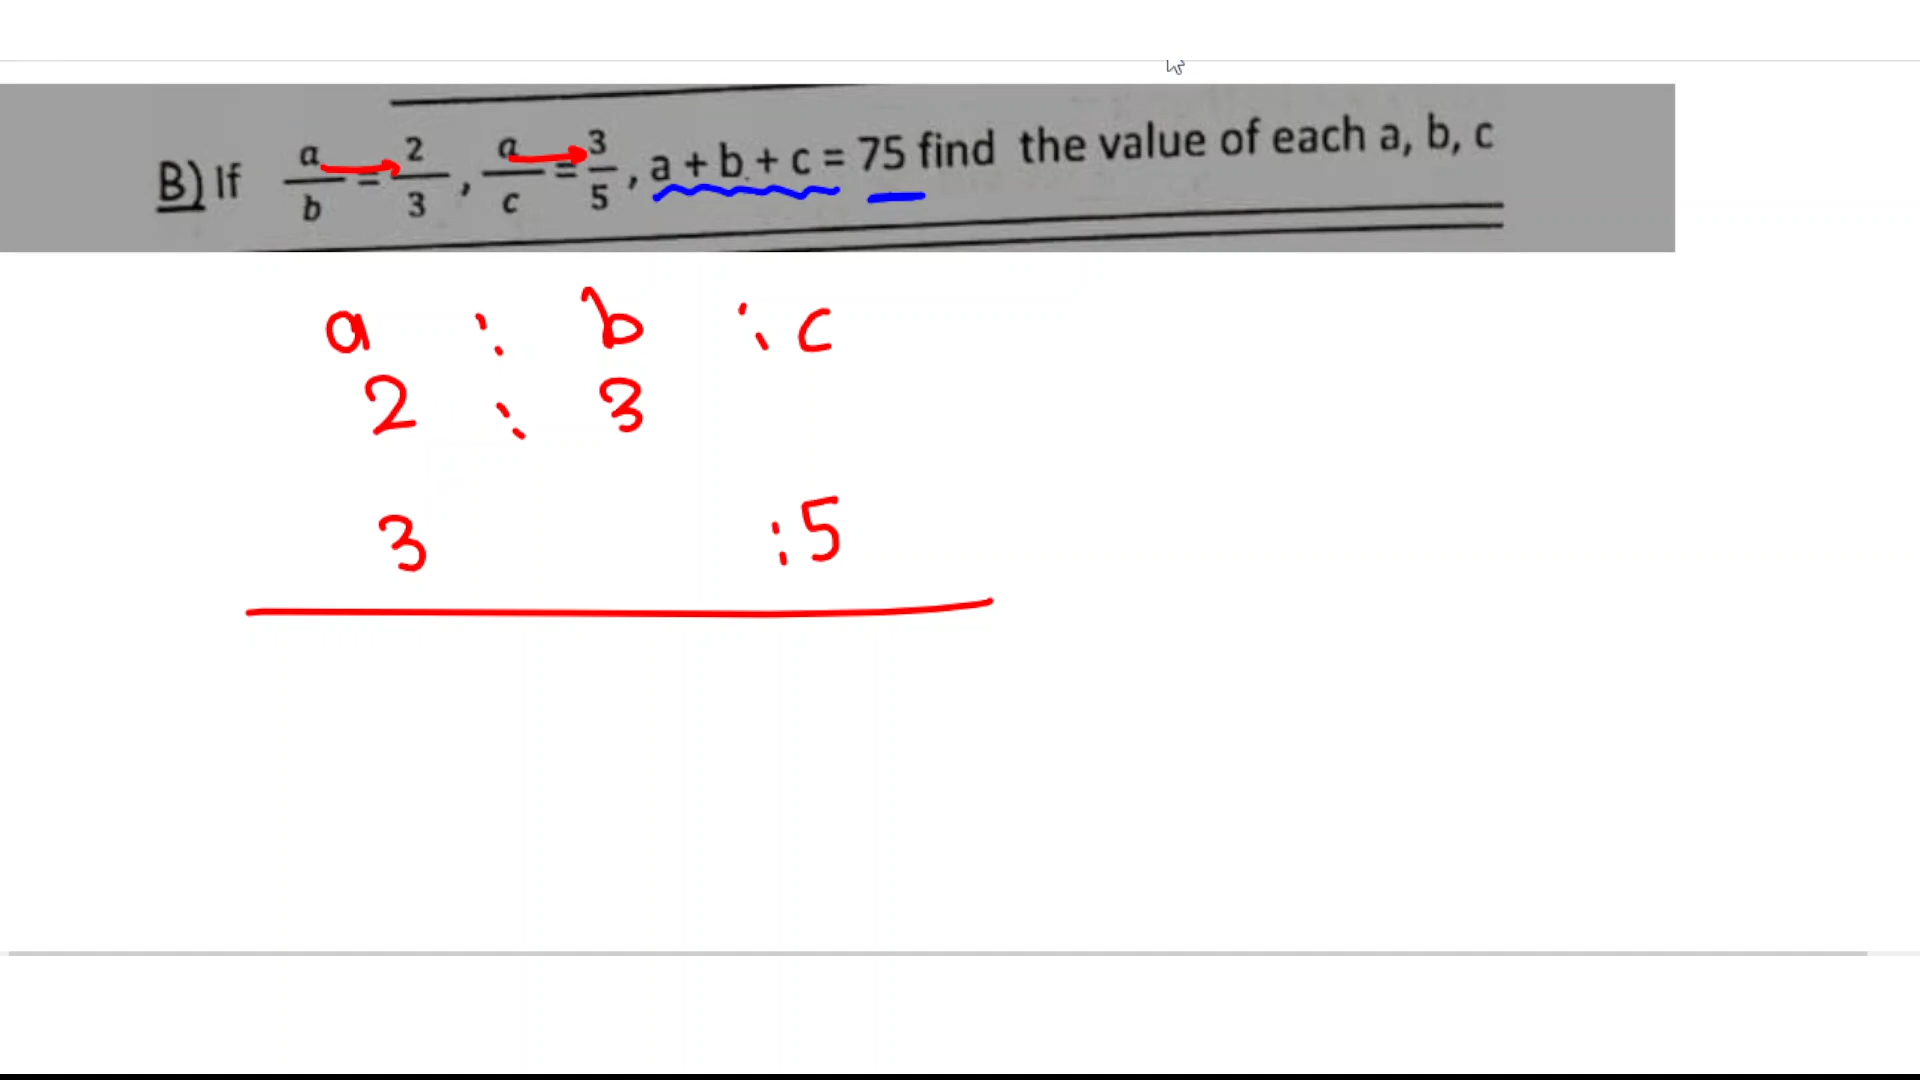 B) If a/b = 2/3 , a/c = 3/5 , a + b + c = 75 find the value of each a, b, c
a : b : c
2 : 3
3 : 5